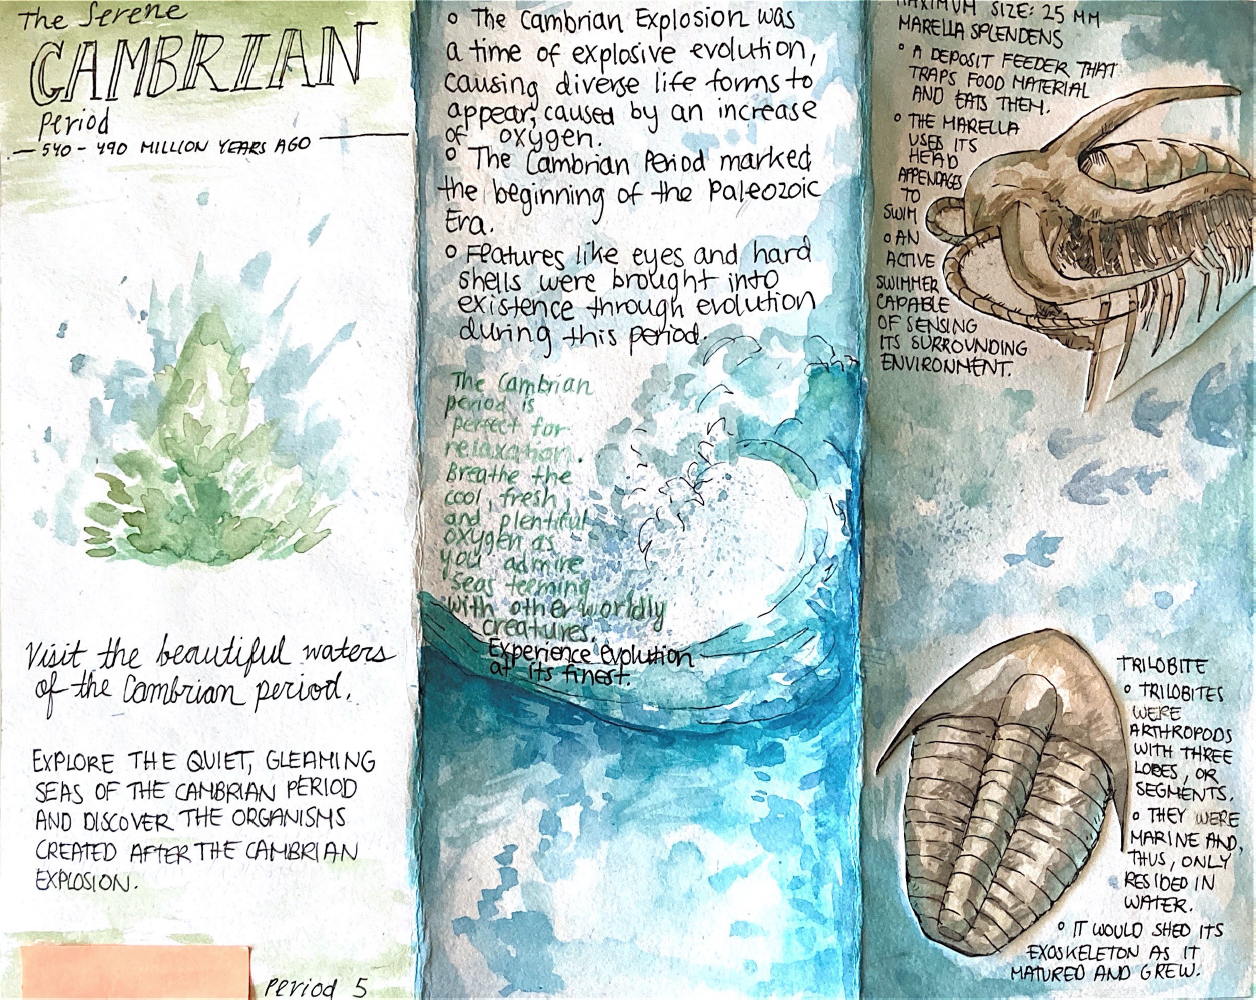 The Serene
CAMBRIAN
Period
540 - 490 MILLION YEARS AGO
Visit the beautiful waters
of the Cambrian period.
EXPLORE THE QUIET, GLEAMING
SEAS OF THE CAMBRIAN PERIOD
AND DISCOVER THE ORGANISMS
CREATED AFTER THE CAMBRIAN
EXPLOSION.
Period 5
o The Cambrian Explosion was
a time of explosive evolution,
causing diverse life forms to
appear, caused by an increase
of oxygen.
o The Cambrian Period marked
the beginning of the Paleozoic
Era.
o Features like eyes and hard
shells were brought into
existence through evolution
during this period.
The Cambrian
period is
perfect for
relaxation.
Breathe the
cool, fresh,
and plentiful
oxygen as
you admire
seas teeming
with other worldly
creatures.
Experience evolution
at its finest.
MAXIMUM SIZE: 25 MM
MARELLA SPLENDENS
o A DEPOSIT FEEDER THAT
TRAPS FOOD MATERIAL
AND EATS THEM.
o THE MARELLA
USES ITS
HEAD
APPENDAGES
TO
SWIM
o AN
ACTIVE
SWIMMER
CAPABLE
OF SENSING
ITS SURROUNDING
ENVIRONMENT.
TRILOBITE
o TRILOBITES
WERE
ARTHROPODS
WITH THREE
LOBES, OR
SEGMENTS.
o THEY WERE
MARINE AND,
THUS, ONLY
RESIDED IN
WATER.
o IT WOULD SHED ITS
EXOSKELETON AS IT
MATURED AND GREW.